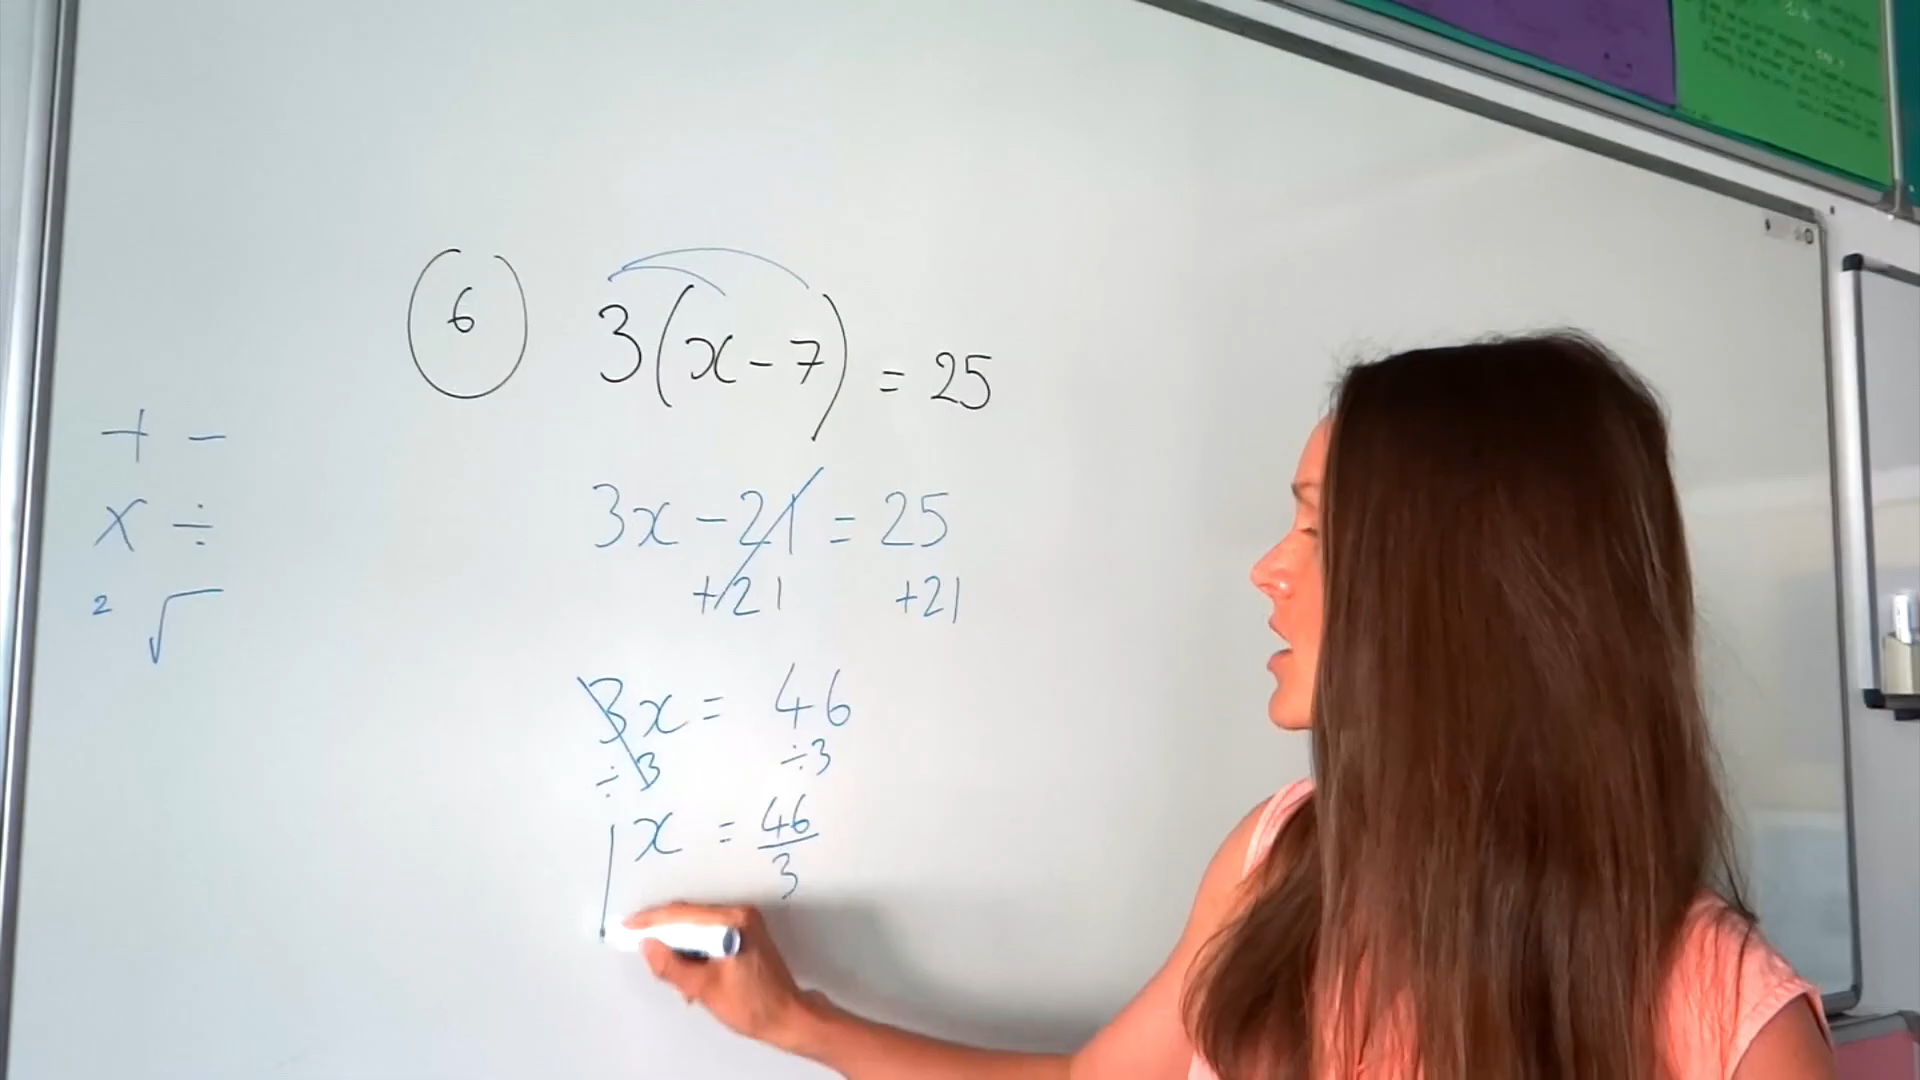 6 3(x-7) = 25
+ -
x ÷
2 √
3x - 21 = 25
+21 +21
3x = 46
÷3 ÷3
x = 46/3